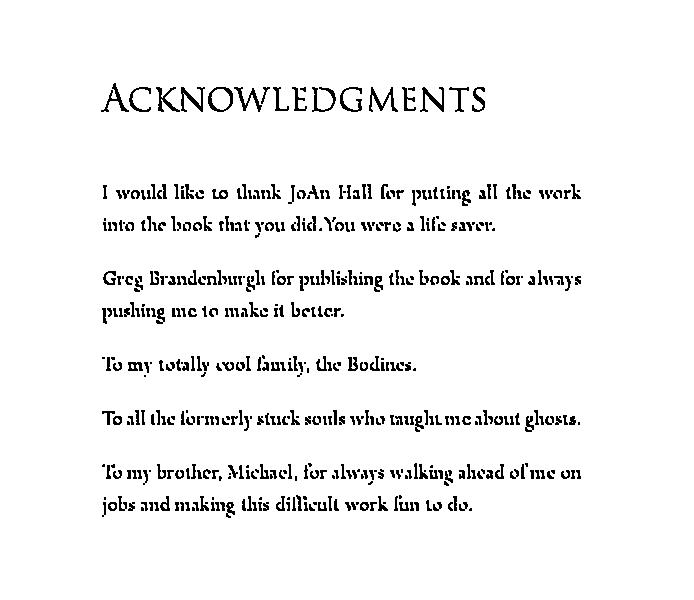 Acknowledgments
I would like to thank JoAn Hall for putting all the work
into the book that you did. You were a life saver.
Greg Brandenburgh for publishing the book and for always
pushing me to make it better.
To my totally cool family, the Bodines.
To all the formerly stuck souls who taught me about ghosts.
To my brother, Michael, for always walking ahead of me on
jobs and making this difficult work fun to do.